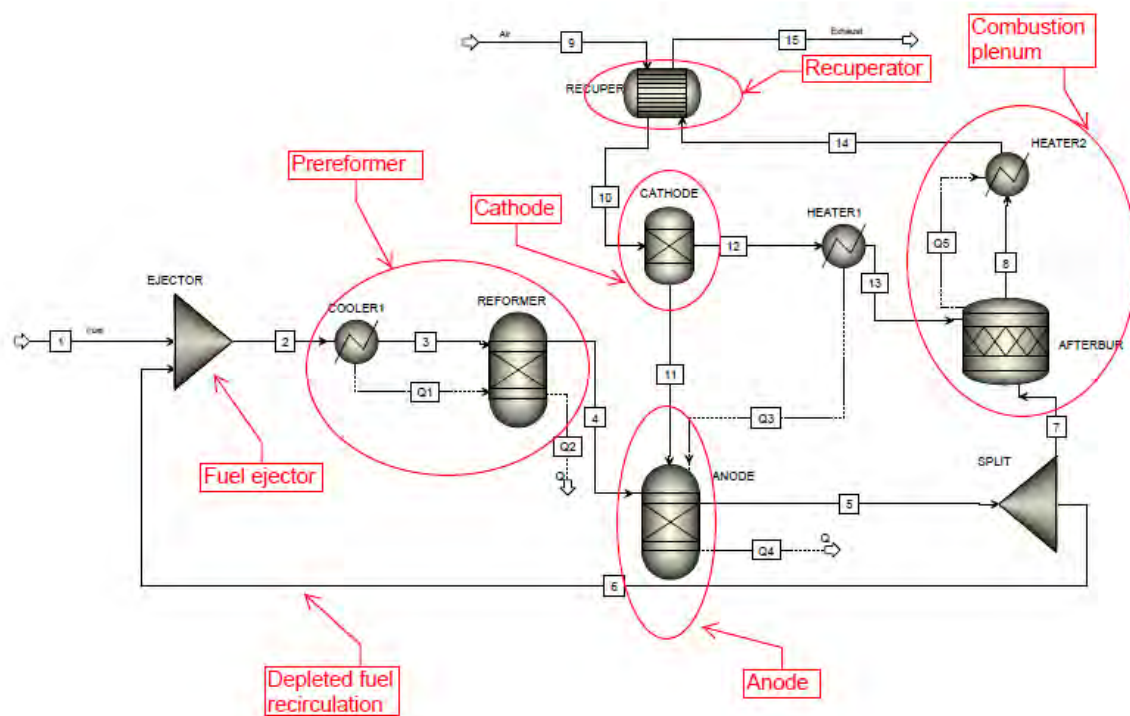 Combustion
plenum
Air
9
15
Exhaust
Recuperator
RECUPER
14
HEATER2
Prereformer
10
CATHODE
Cathode
HEATER1
12
Q5
8
13
EJECTOR
COOLER1
REFORMER
AFTERBUR
1
2
3
11
Q1
4
Q3
7
Q2
Q
Fuel ejector
ANODE
SPLIT
5
Q4
Q
6
Depleted fuel
recirculation
Anode